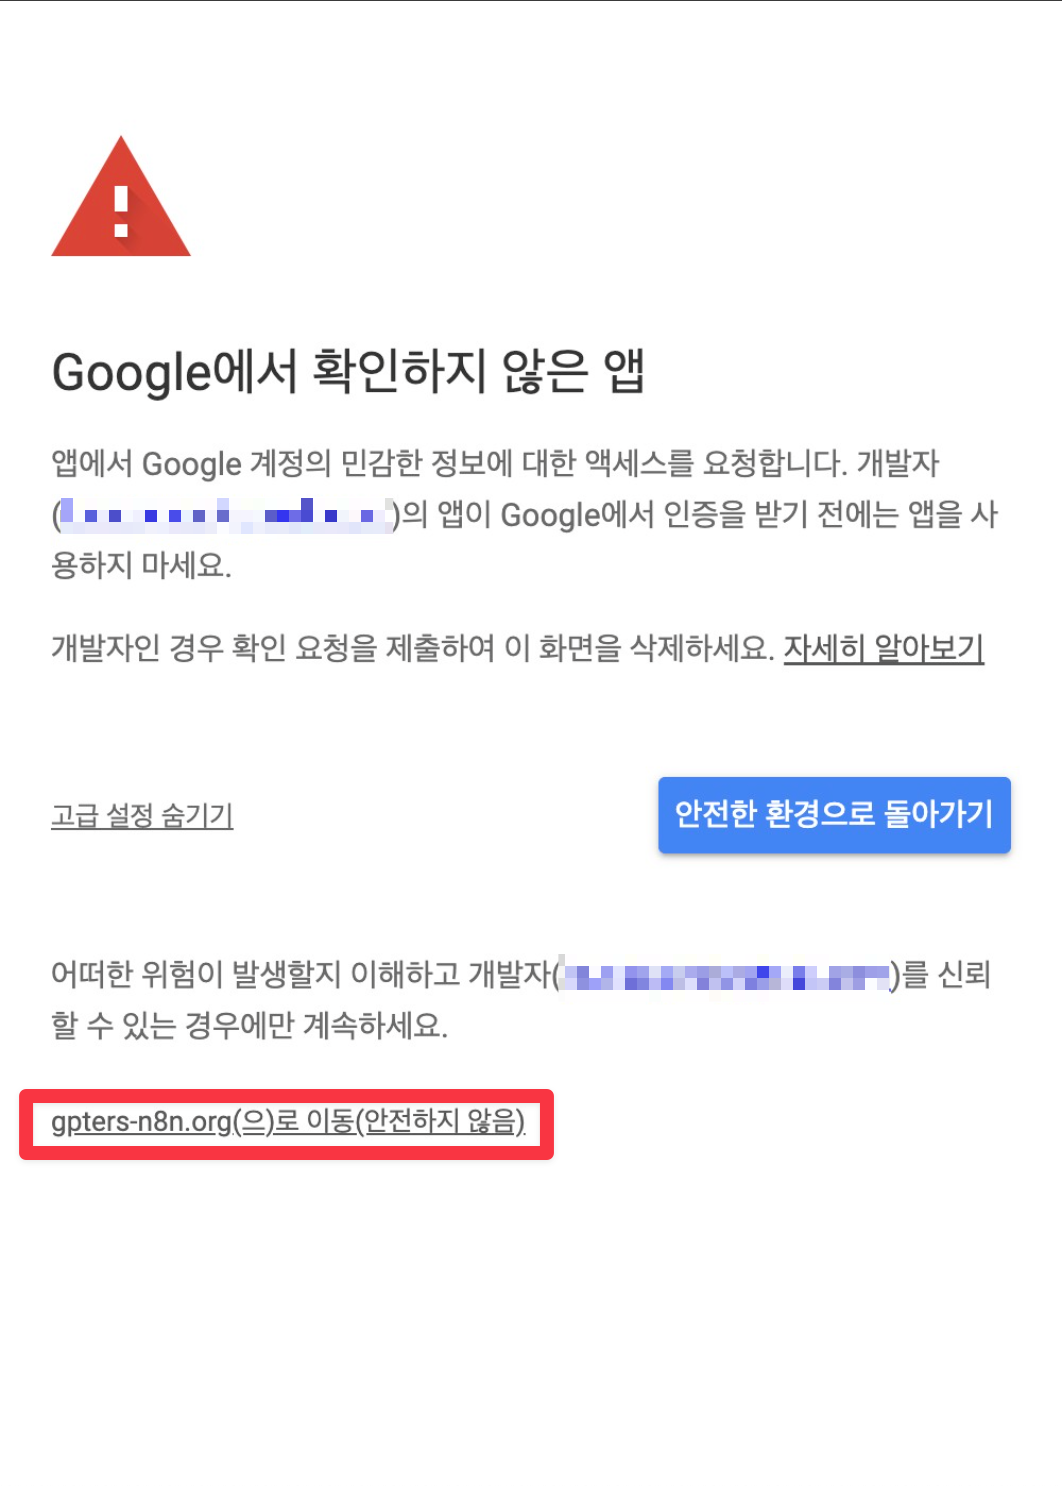 Google에서 확인하지 않은 앱
앱에서 Google 계정의 민감한 정보에 대한 액세스를 요청합니다. 개발자
( )의 앱이 Google에서 인증을 받기 전에는 앱을 사
용하지 마세요.
개발자인 경우 확인 요청을 제출하여 이 화면을 삭제하세요. 자세히 알아보기
고급 설정 숨기기
안전한 환경으로 돌아가기
어떠한 위험이 발생할지 이해하고 개발자( )를 신뢰
할 수 있는 경우에만 계속하세요.
gpters-n8n.org(으)로 이동(안전하지 않음)